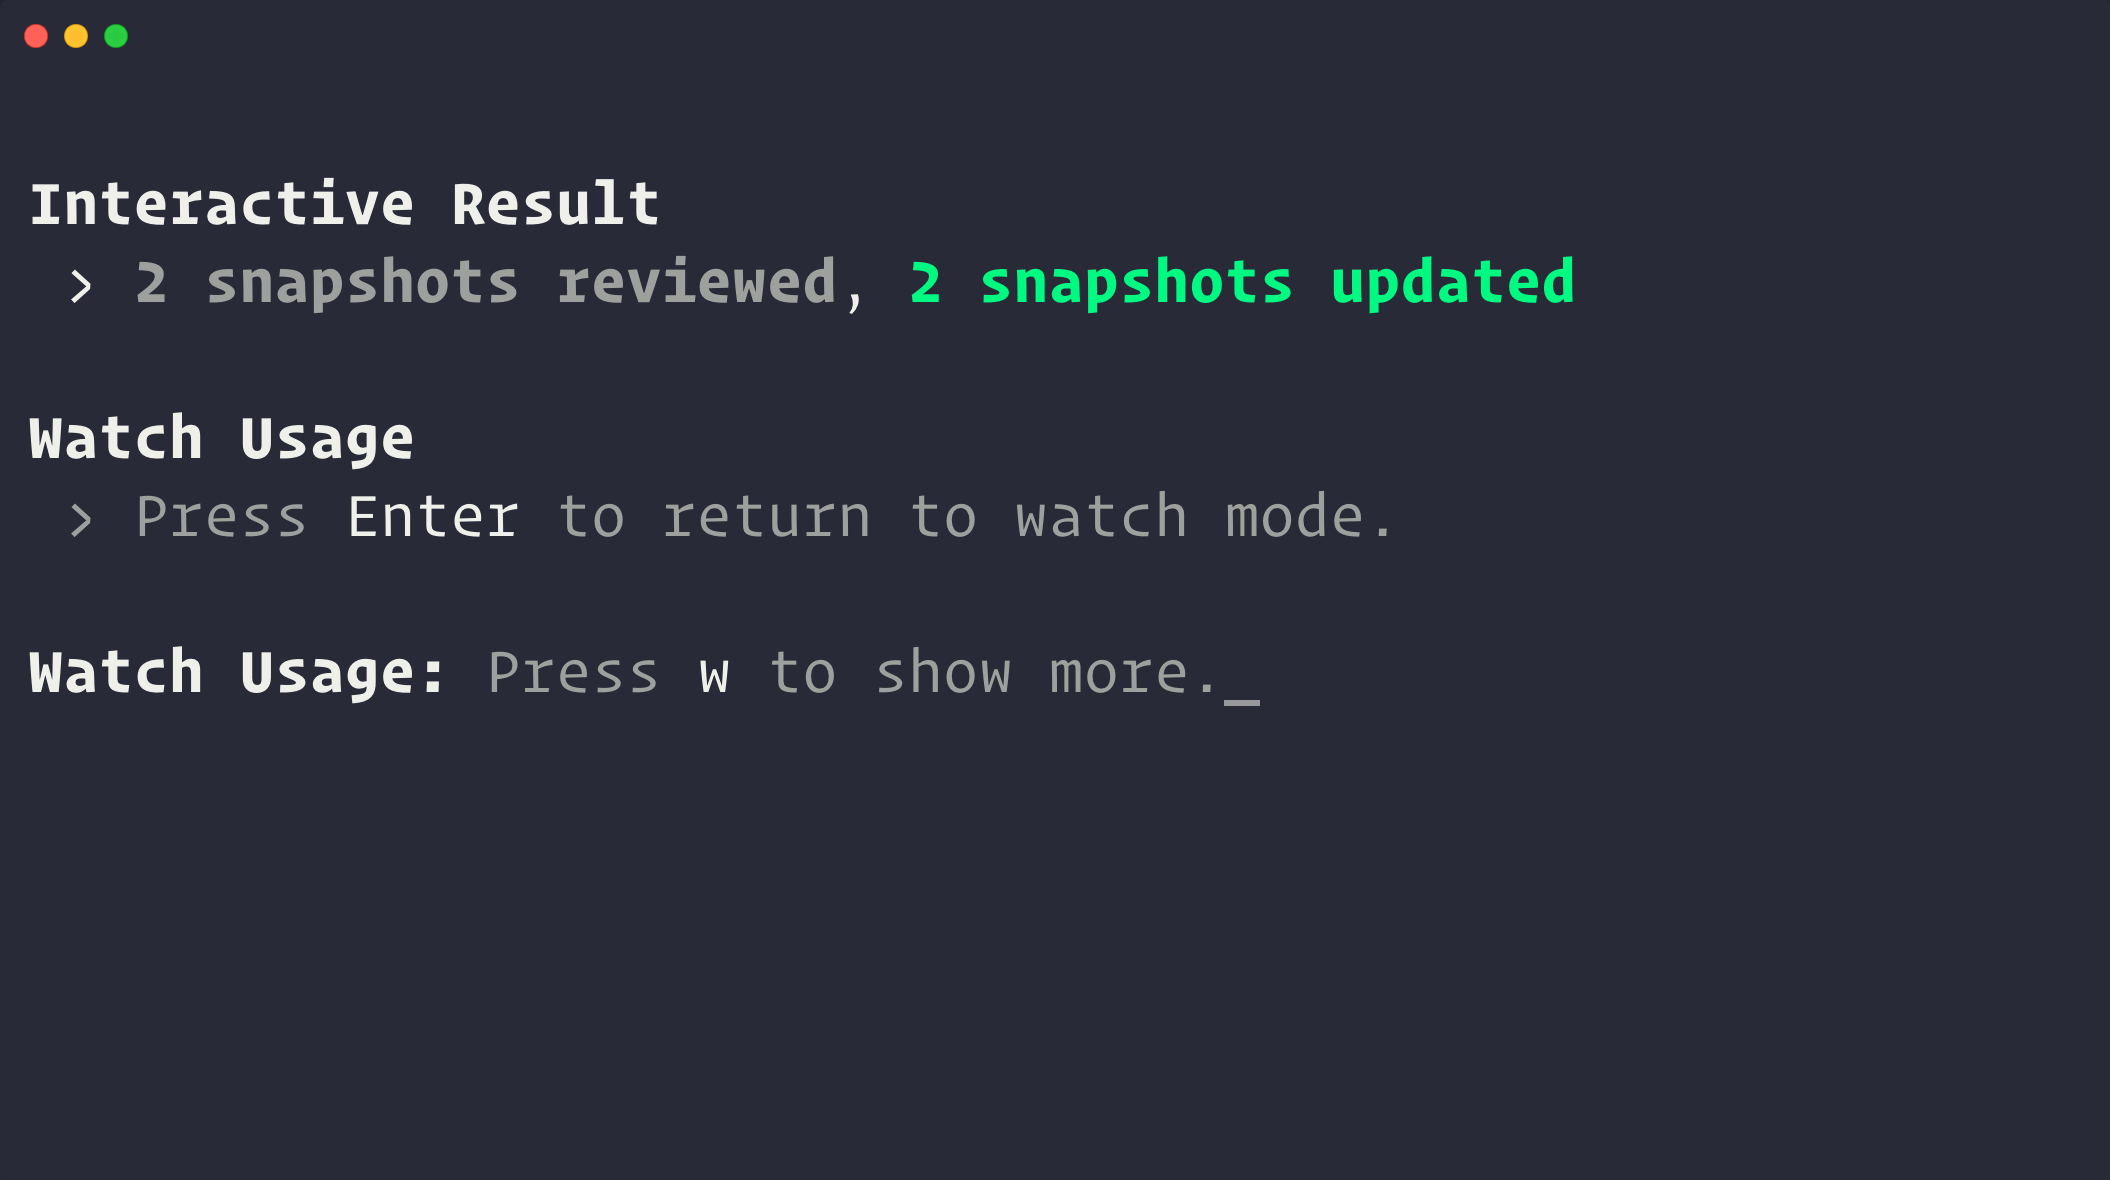 Interactive Result
› 2 snapshots reviewed, 2 snapshots updated
Watch Usage
› Press Enter to return to watch mode.
Watch Usage: Press w to show more._